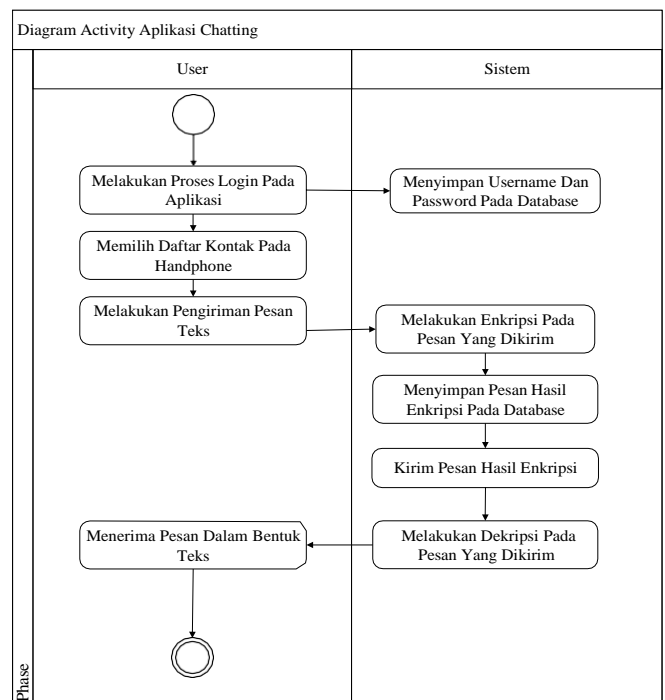 Diagram Activity Aplikasi Chatting
User
Sistem
Melakukan Proses Login Pada
Aplikasi
Menyimpan Username Dan
Password Pada Database
Memilih Daftar Kontak Pada
Handphone
Melakukan Pengiriman Pesan
Teks
Melakukan Enkripsi Pada
Pesan Yang Dikirim
Menyimpan Pesan Hasil
Enkripsi Pada Database
Kirim Pesan Hasil Enkripsi
Menerima Pesan Dalam Bentuk
Teks
Melakukan Dekripsi Pada
Pesan Yang Dikirim
Phase